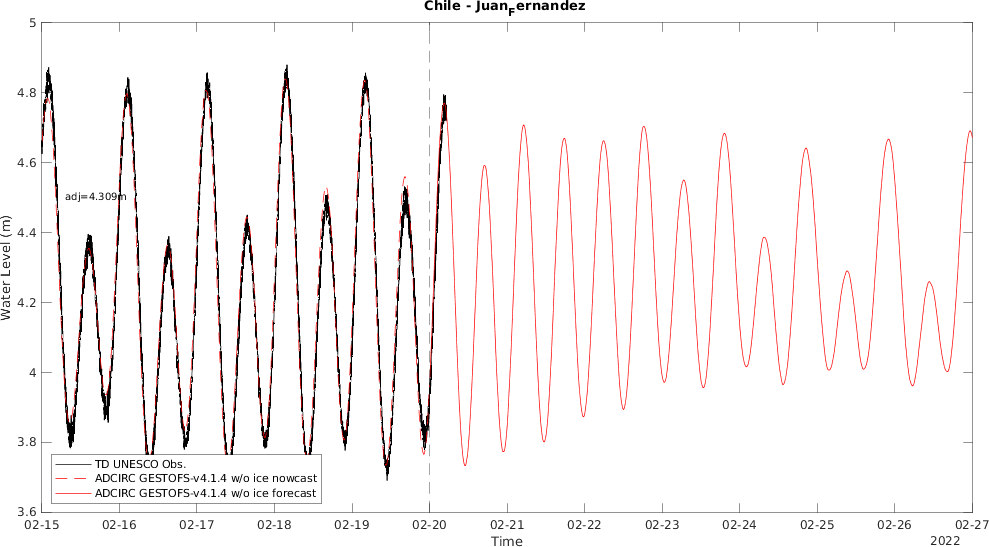 Chile - JuanFernandez
5
4.8
4.6
4.4
4.2
4
3.8
3.6
Water Level (m)
adj=4.309m
TD UNESCO Obs.
ADCIRC GESTOFS-v4.1.4 w/o ice nowcast
ADCIRC GESTOFS-v4.1.4 w/o ice forecast
02-15 02-16 02-17 02-18 02-19 02-20 02-21 02-22 02-23 02-24 02-25 02-26 02-27
Time
2022